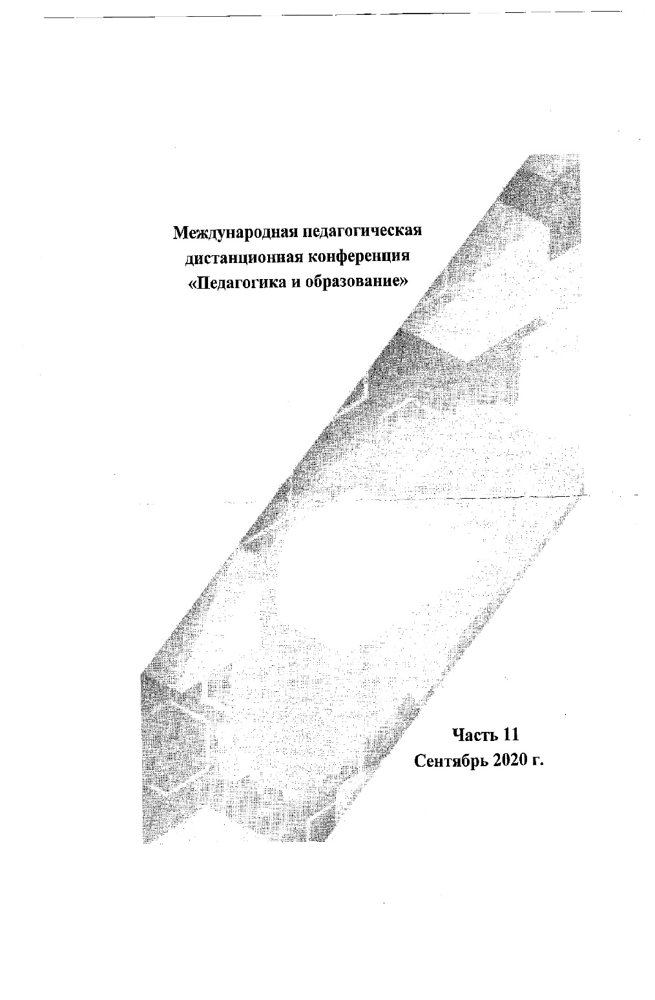 Международная педагогическая
дистанционная конференция
«Педагогика и образование»
Часть 11
Сентябрь 2020 г.